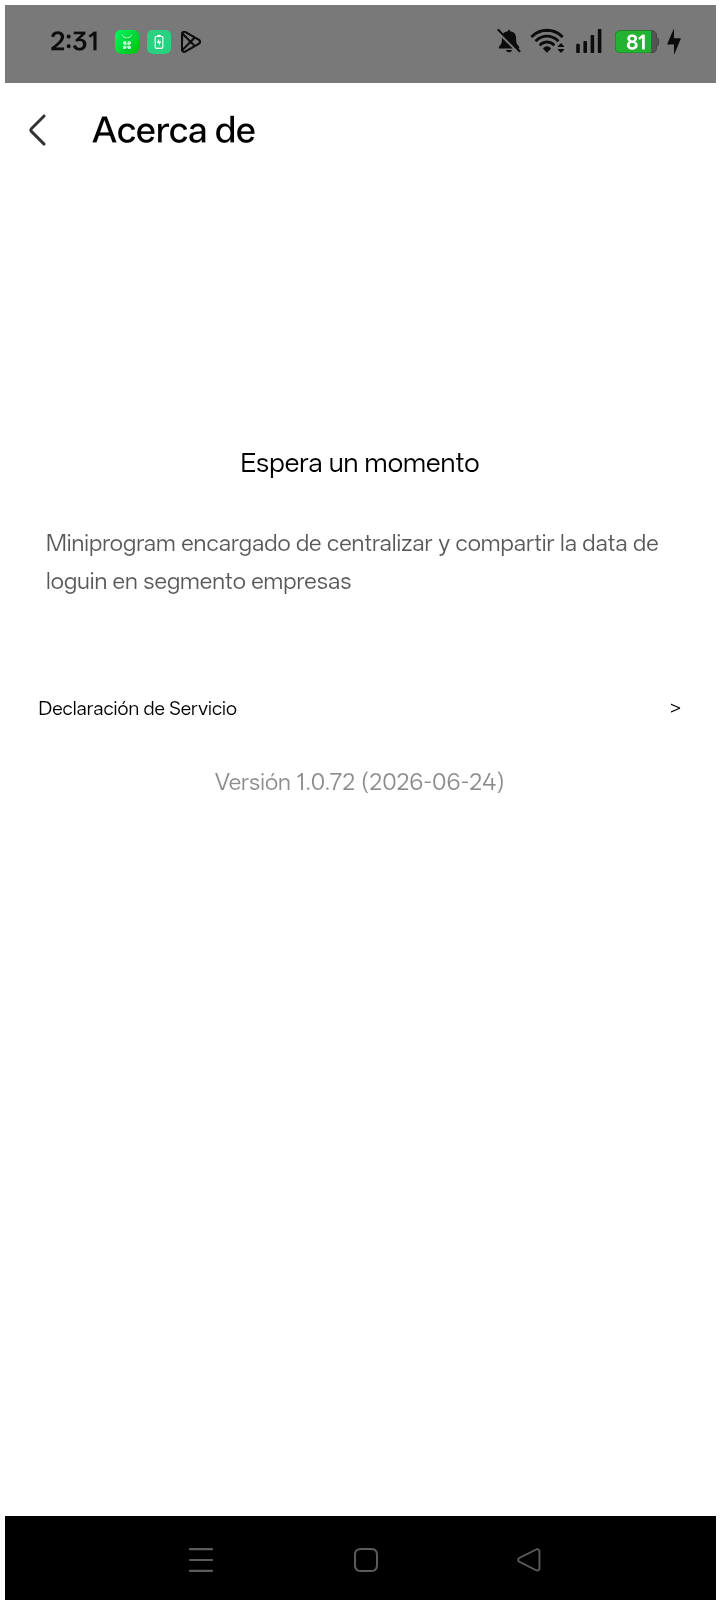 2:31
81
Acerca de
Espera un momento
Miniprogram encargado de centralizar y compartir la data de
loguin en segmento empresas
Declaración de Servicio >
Versión 1.0.72 (2026-06-24)